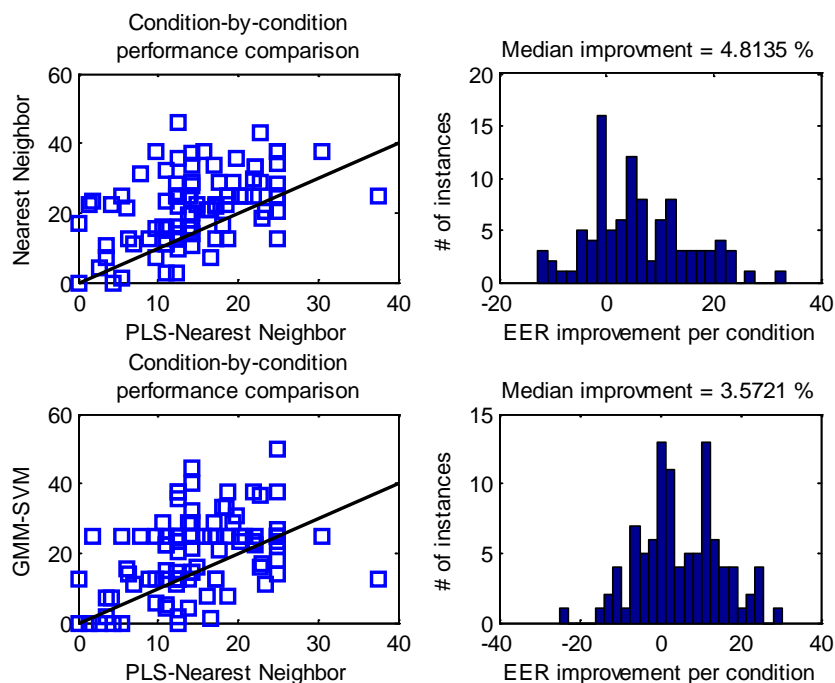 Condition-by-condition
performance comparison
60
40
20
0
0
10
20
30
40
Nearest Neighbor
PLS-Nearest Neighbor
Median improvment = 4.8135 %
20
15
10
5
0
-20
0
20
40
# of instances
EER improvement per condition
Condition-by-condition
performance comparison
60
40
20
0
0
10
20
30
40
GMM-SVM
PLS-Nearest Neighbor
Median improvment = 3.5721 %
15
10
5
0
-40
-20
0
20
40
# of instances
EER improvement per condition